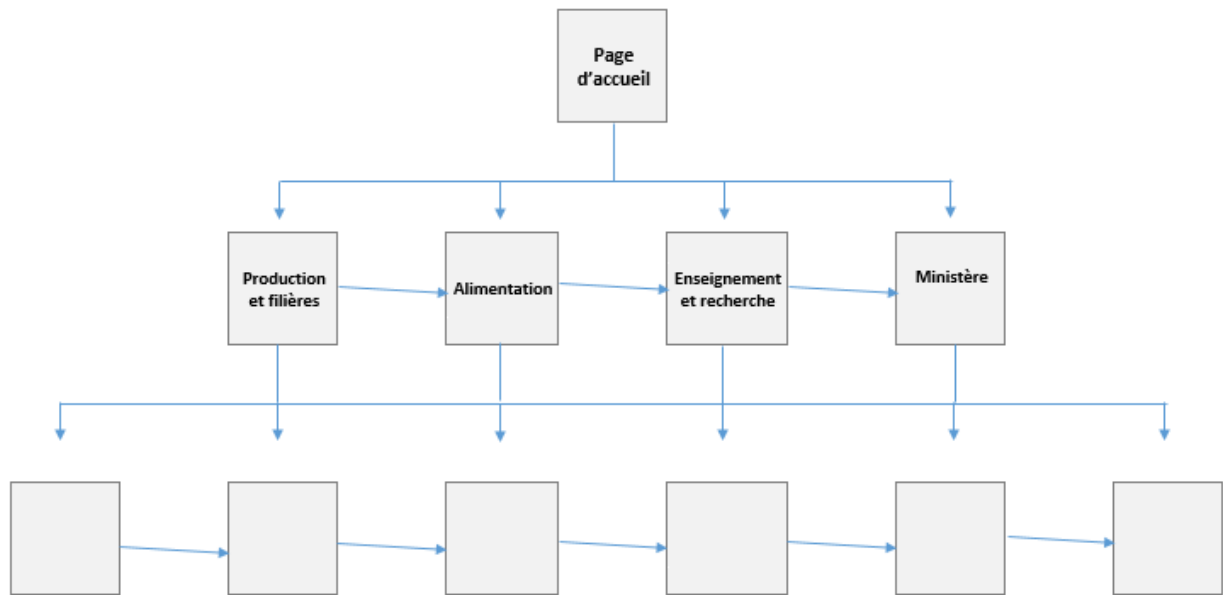 Page
d’accueil
Production
et filières
Alimentation
Enseignement
et recherche
Ministère